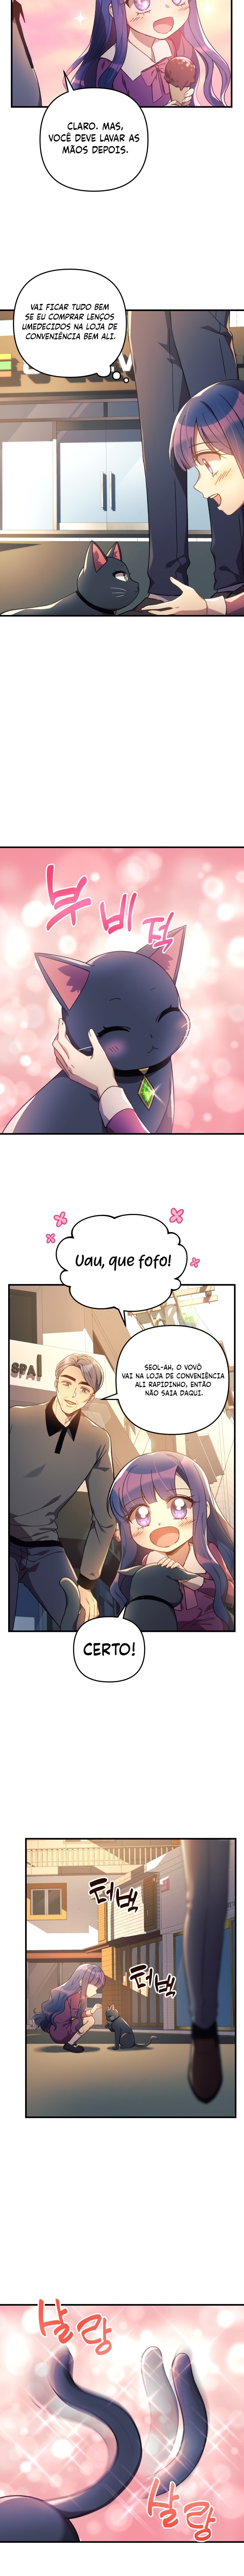 CLARO. MAS,
VOCÊ DEVE LAVAR AS
MÃOS DEPOIS.
VAI FICAR TUDO BEM
SE EU COMPRAR LENÇOS
UMEDECIDOS NA LOJA DE
CONVENIÊNCIA BEM ALI.
부비적
Uau, que fofo!
SPA
SEOL-AH, O VOVÔ
VAI NA LOJA DE CONVENIÊNCIA
ALI RAPIDINHO, ENTÃO
NÃO SAIA DAQUI.
CERTO!
터벅
터벅
살랑
살랑